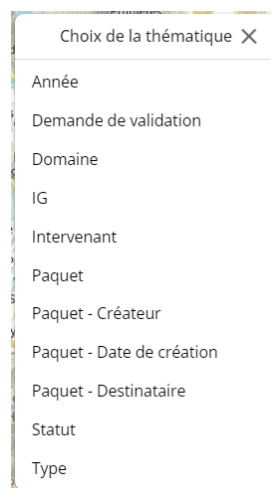 Choix de la thématique
Année
Demande de validation
Domaine
IG
Intervenant
Paquet
Paquet - Créateur
Paquet - Date de création
Paquet - Destinataire
Statut
Type